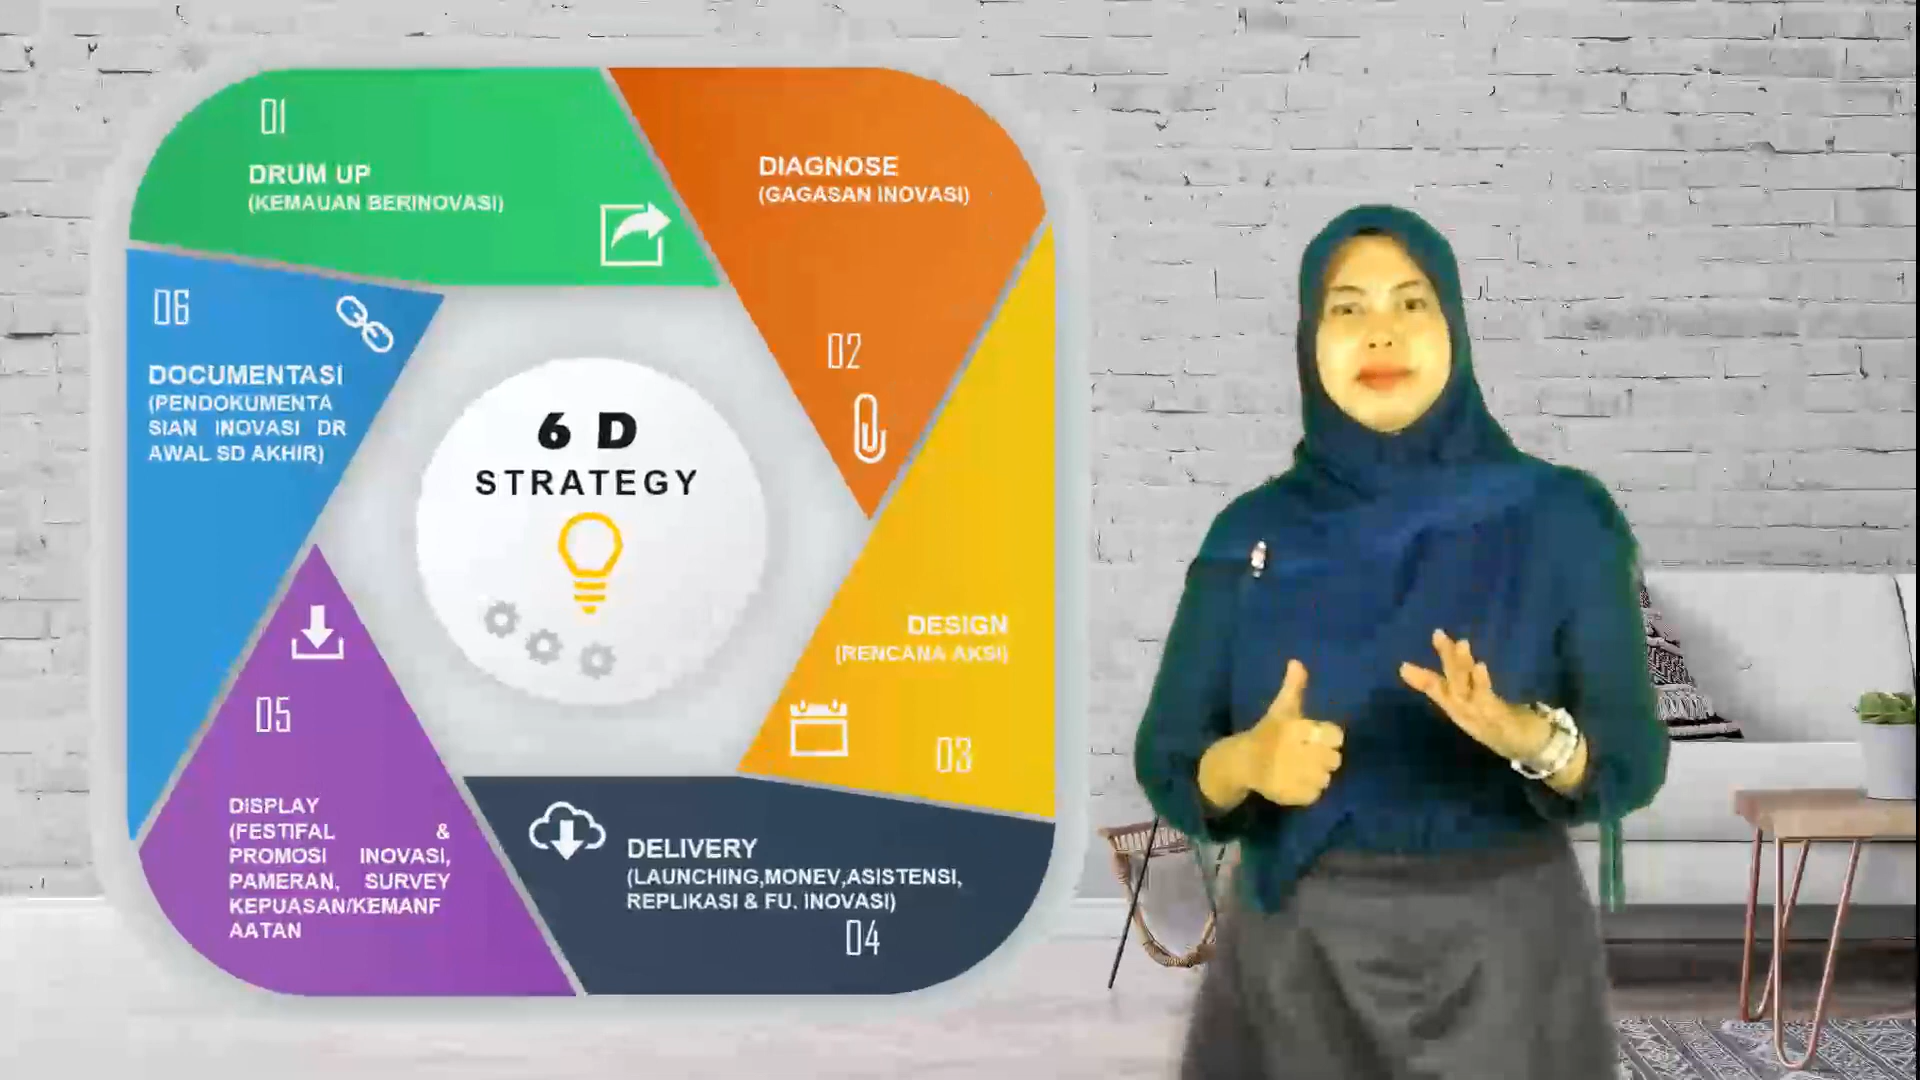 01
DRUM UP
(KEMAUAN BERINOVASI)
DIAGNOSE
(GAGASAN INOVASI)
02
DESIGN
(RENCANA AKSI)
03
DELIVERY
(LAUNCHING,MONEV,ASISTENSI,
REPLIKASI & FU. INOVASI)
04
05
DISPLAY
(FESTIFAL &
PROMOSI INOVASI,
PAMERAN, SURVEY
KEPUASAN/KEMANF
AATAN
06
DOCUMENTASI
(PENDOKUMENTA
SIAN INOVASI DR
AWAL SD AKHIR)
6 D
STRATEGY